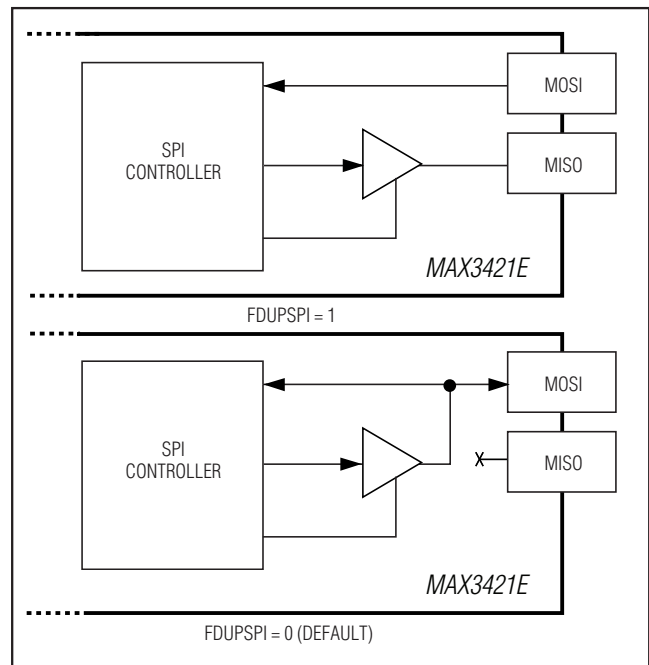 MOSI
SPI
CONTROLLER
MISO
MAX3421E
FDUPSPI = 1
MOSI
SPI
CONTROLLER
MISO
MAX3421E
FDUPSPI = 0 (DEFAULT)